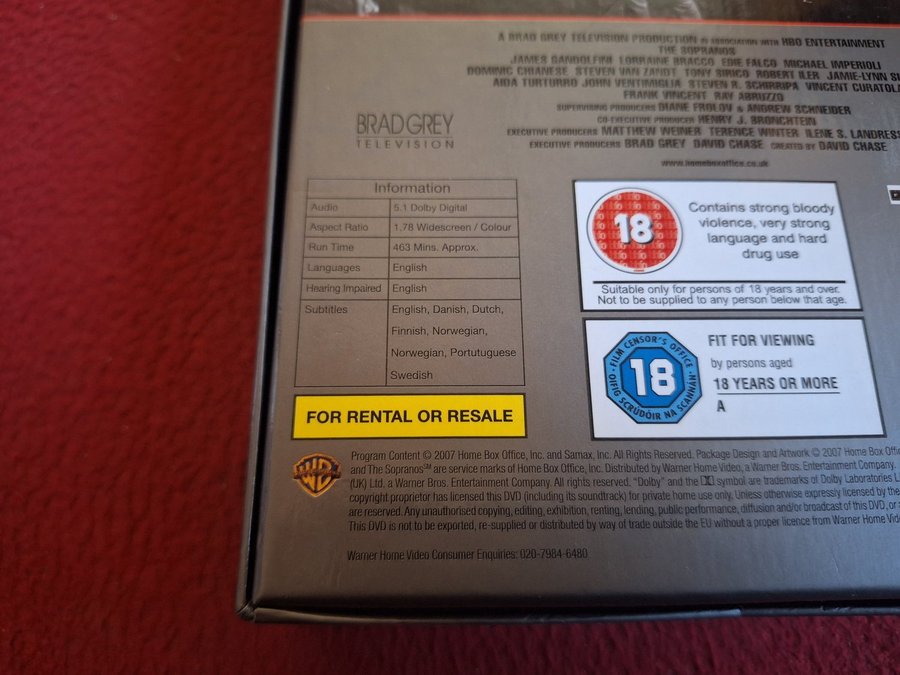 A BRAD GREY TELEVISION PRODUCTION IN ASSOCIATION WITH HBO ENTERTAINMENT
THE SOPRANOS
JAMES GANDOLFINI LORRAINE BRACCO EDIE FALCO MICHAEL IMPERIOLI
DOMINIC CHIANESE STEVEN VAN ZANDT TONY SIRICO ROBERT ILER JAMIE-LYNN SI
AIDA TURTURRO JOHN VENTIMIGLIA STEVEN R. SCHIRRIPA VINCENT CURATOLA
FRANK VINCENT RAY ABRUZZO
SUPERVISING PRODUCERS DIANE FROLOV & ANDREW SCHNEIDER
CO-EXECUTIVE PRODUCER HENRY J. BRONCHTEIN
EXECUTIVE PRODUCERS MATTHEW WEINER TERENCE WINTER ILENE S. LANDRESS
EXECUTIVE PRODUCERS BRAD GREY DAVID CHASE CREATED BY DAVID CHASE
www.homeboxoffice.co.uk
BRAD GREY
TELEVISION
Information
Audio 5.1 Dolby Digital
Aspect Ratio 1.78 Widescreen / Colour
Run Time 463 Mins. Approx.
Languages English
Hearing Impaired English
Subtitles English, Danish, Dutch,
Finnish, Norwegian,
Norwegian, Portutuguese
Swedish
FOR RENTAL OR RESALE
18
Contains strong bloody
violence, very strong
language and hard
drug use
Suitable only for persons of 18 years and over.
Not to be supplied to any person below that age.
FILM CENSOR'S OFFICE
18
OIFIG SCRÚDÓIR NA SCANNÁN
FIT FOR VIEWING
by persons aged
18 YEARS OR MORE
A
WB
Program Content © 2007 Home Box Office, Inc. and Samax, Inc. All Rights Reserved. Package Design and Artwork © 2007 Home Box Offi
and The Sopranos℠ are service marks of Home Box Office, Inc. Distributed by Warner Home Video, a Warner Bros. Entertainment Company.
(UK) Ltd, a Warner Bros. Entertainment Company. All rights reserved. "Dolby" and the symbol are trademarks of Dolby Laboratories L
copyright proprietor has licensed this DVD (including its soundtrack) for private home use only. Unless otherwise expressly licensed by the
are reserved. Any unauthorised copying, editing, exhibition, renting, lending, public performance, diffusion and/or broadcast of this DVD, or
This DVD is not to be exported, re-supplied or distributed by way of trade outside the EU without a proper licence from Warner Home Vide
Warner Home Video Consumer Enquiries: 020-7984-6480